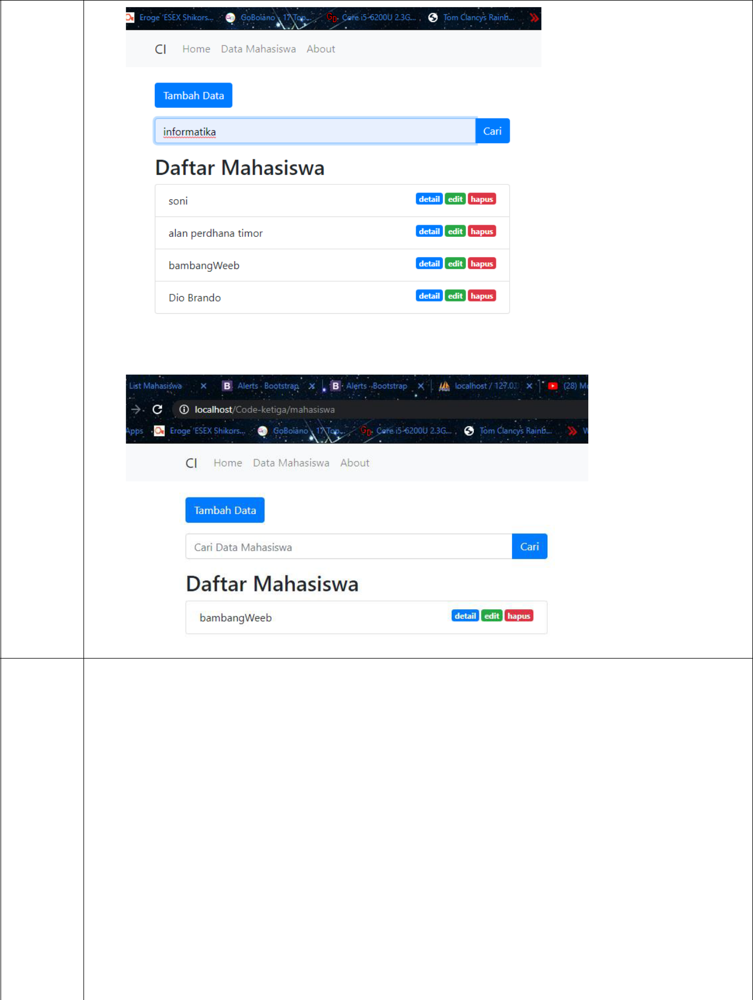 Eroge 'ESEX Shikors... GoBoiano - 17 Top... GD Core i5-6200U 2.3G... Tom Clancys Rainb...
CI Home Data Mahasiswa About
Tambah Data
informatika Cari
Daftar Mahasiswa
soni detail edit hapus
alan perdhana timor detail edit hapus
bambangWeeb detail edit hapus
Dio Brando detail edit hapus
List Mahasiswa B Alerts · Bootstrap B Alerts · Bootstrap localhost / 127.0. (28) M
localhost/Code-ketiga/mahasiswa
Apps Eroge 'ESEX Shikors... GoBoiano - 17 Top... GD Core i5-6200U 2.3G... Tom Clancys Rainb... W
CI Home Data Mahasiswa About
Tambah Data
Cari Data Mahasiswa Cari
Daftar Mahasiswa
bambangWeeb detail edit hapus